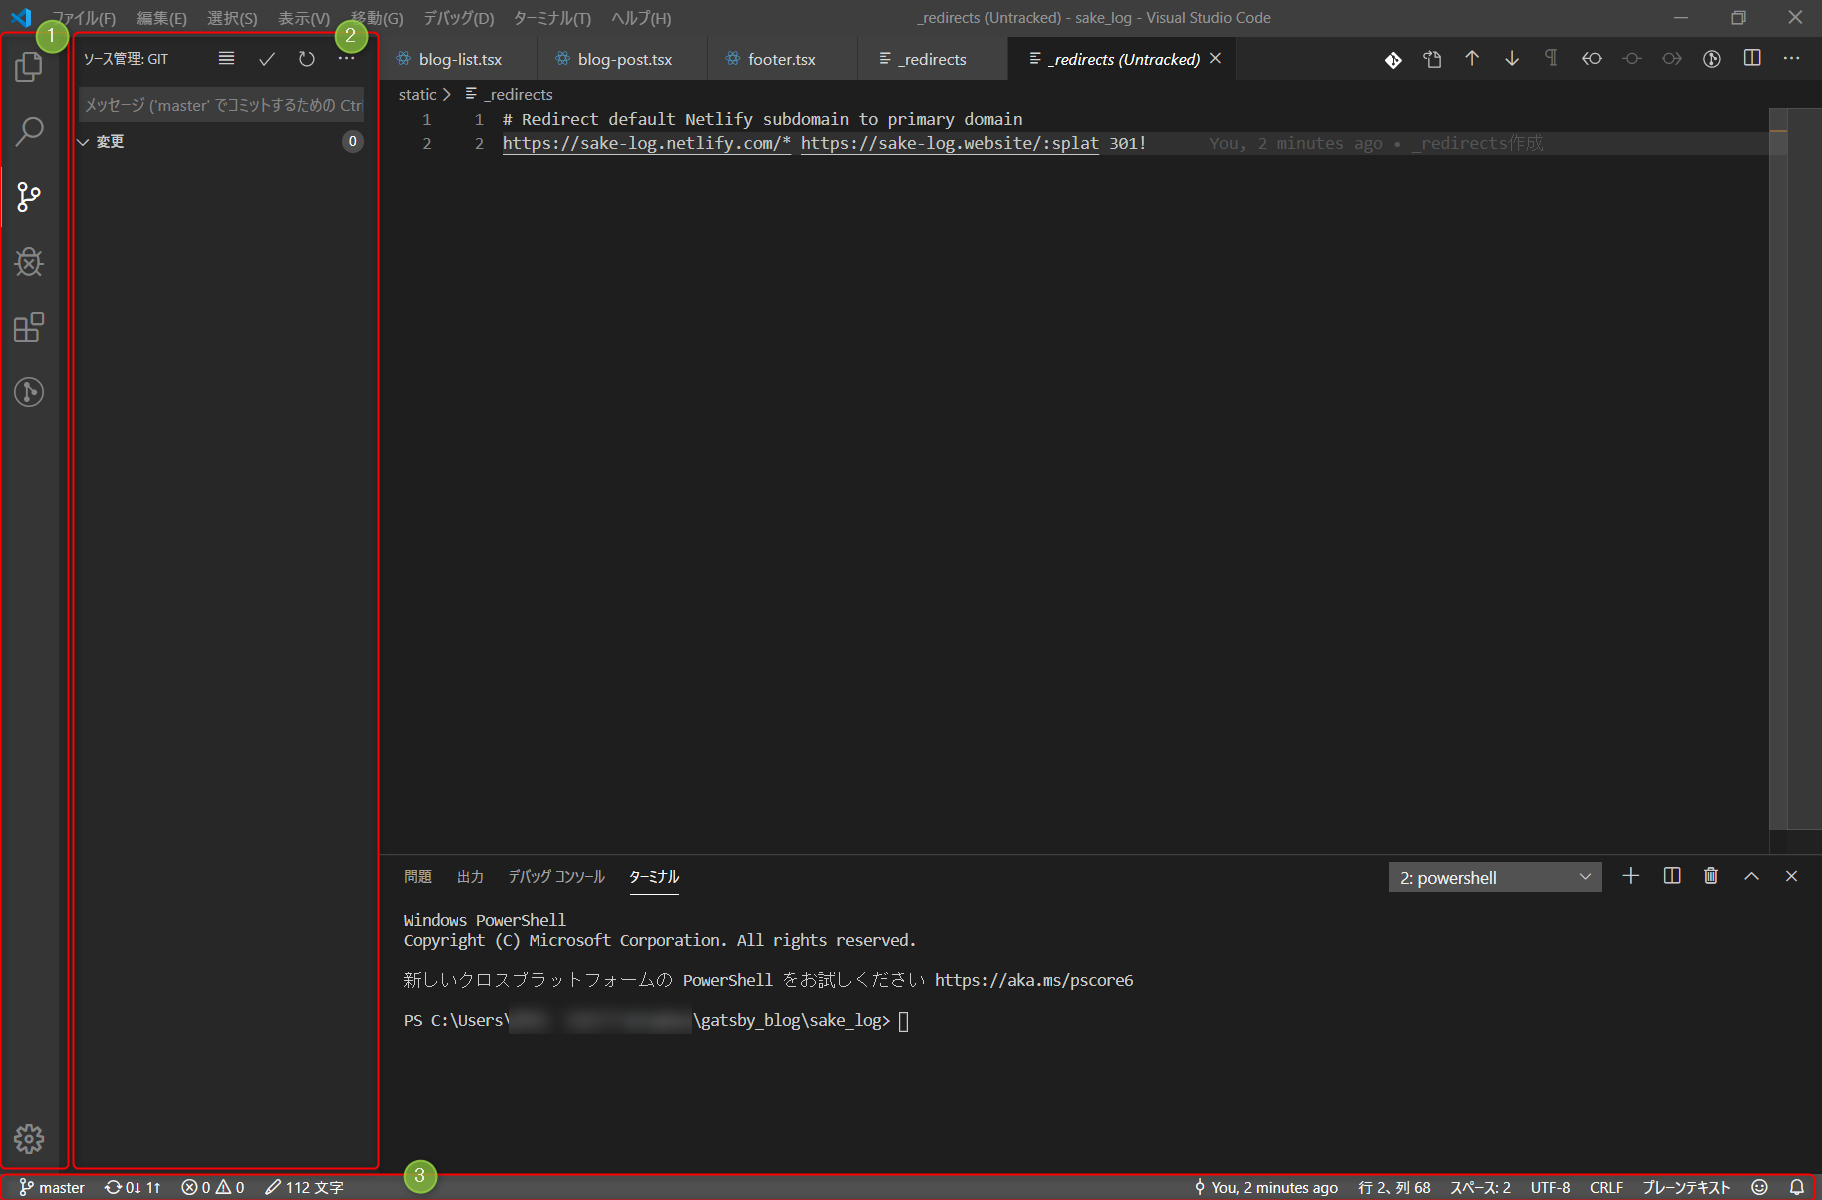 ファイル(F) 編集(E) 選択(S) 表示(V) 移動(G) デバッグ(D) ターミナル(T) ヘルプ(H) _redirects (Untracked) - sake_log - Visual Studio Code
1
2
ソース管理: GIT
blog-list.tsx blog-post.tsx footer.tsx _redirects _redirects (Untracked)
メッセージ ('master' でコミットするための Ctr
変更 0
static > _redirects
1 1 # Redirect default Netlify subdomain to primary domain
2 2 https://sake-log.netlify.com/* https://sake-log.website/:splat 301! You, 2 minutes ago • _redirects作成
問題 出力 デバッグ コンソール ターミナル 2: powershell
Windows PowerShell
Copyright (C) Microsoft Corporation. All rights reserved.
新しいクロスプラットフォームの PowerShell をお試しください https://aka.ms/pscore6
PS C:\Users\ \gatsby_blog\sake_log>
3
master 0↓ 1↑ 0 0 112 文字 You, 2 minutes ago 行 2、列 68 スペース: 2 UTF-8 CRLF プレーンテキスト